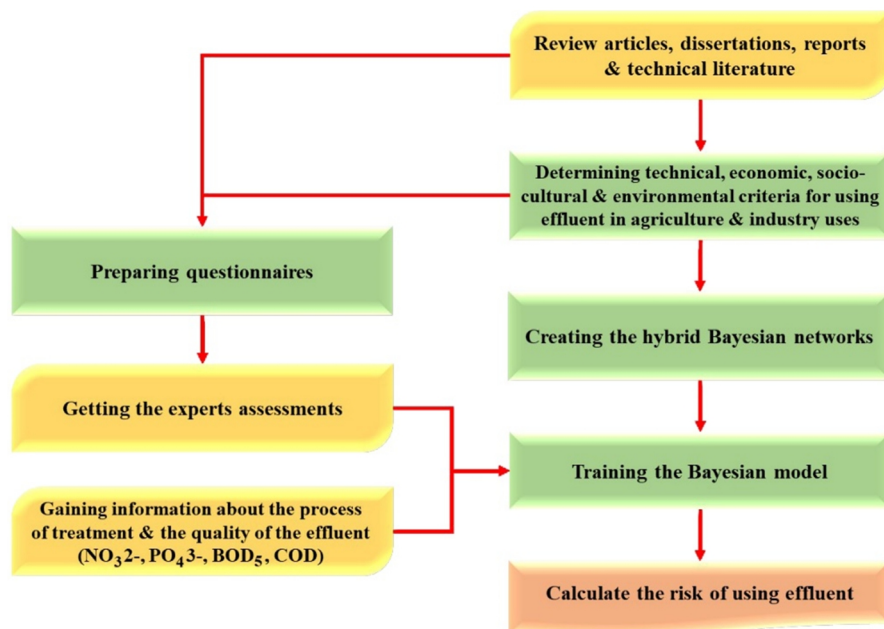 Review articles, dissertations, reports
& technical literature
Determining technical, economic, socio-
cultural & environmental criteria for using
effluent in agriculture & industry uses
Preparing questionnaires
Creating the hybrid Bayesian networks
Getting the experts assessments
Training the Bayesian model
Gaining information about the process
of treatment & the quality of the effluent
(NO₃2-, PO₄3-, BOD₅, COD)
Calculate the risk of using effluent